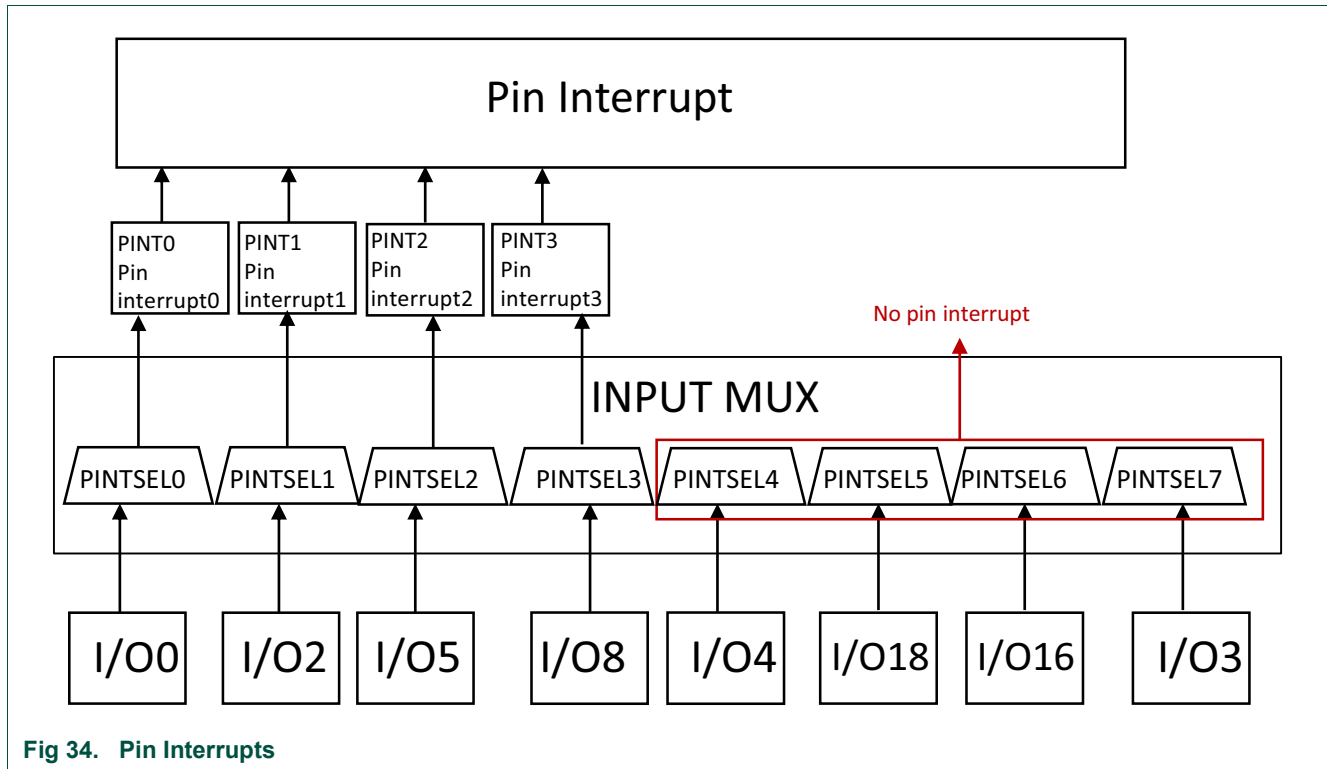 Pin Interrupt
PINT0
Pin
interrupt0
PINT1
Pin
interrupt1
PINT2
Pin
interrupt2
PINT3
Pin
interrupt3
No pin interrupt
INPUT MUX
PINTSEL0
PINTSEL1
PINTSEL2
PINTSEL3
PINTSEL4
PINTSEL5
PINTSEL6
PINTSEL7
I/O0
I/O2
I/O5
I/O8
I/O4
I/O18
I/O16
I/O3
Fig 34. Pin Interrupts